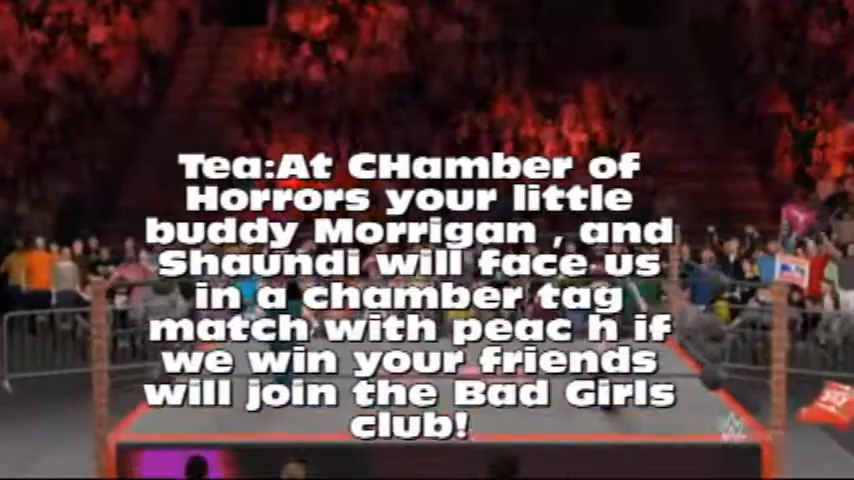 Tea:At CHamber of
Horrors your little
buddy Morrigan , and
Shaundi will face us
in a chamber tag
match with peac h if
we win your friends
will join the Bad Girls
club!